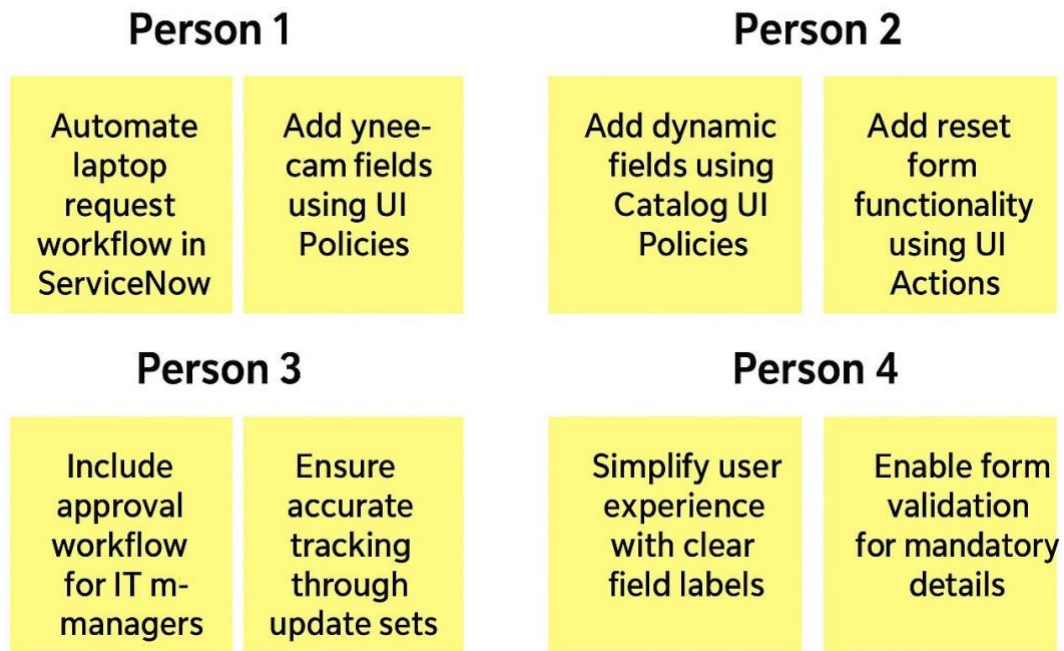 Person 1
Automate
laptop
request
workflow in
ServiceNow
Add ynee-
cam fields
using UI
Policies
Person 2
Add dynamic
fields using
Catalog UI
Policies
Add reset
form
functionality
using UI
Actions
Person 3
Include
approval
workflow
for IT m-
managers
Ensure
accurate
tracking
through
update sets
Person 4
Simplify user
experience
with clear
field labels
Enable form
validation
for mandatory
details